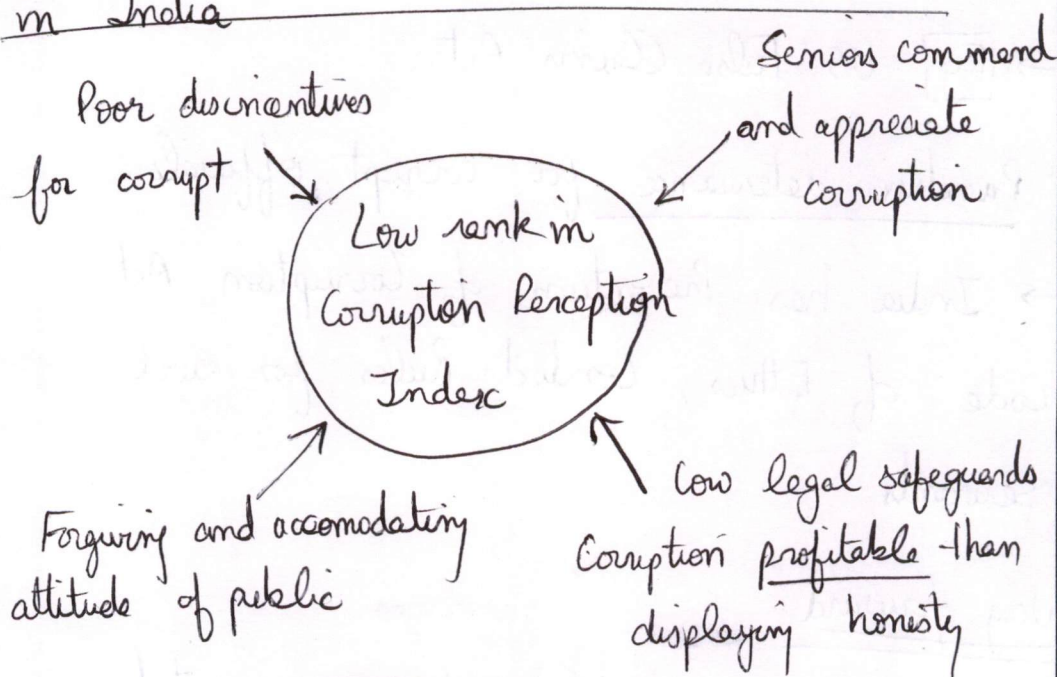 in India
Poor disincentives
for corrupt
Seniors commend
and appreciate
corruption
Low rank in
Corruption Perception
Index
Forgiving and accomodating
attitude of public
Low legal safeguards
Corruption profitable than
displaying honesty